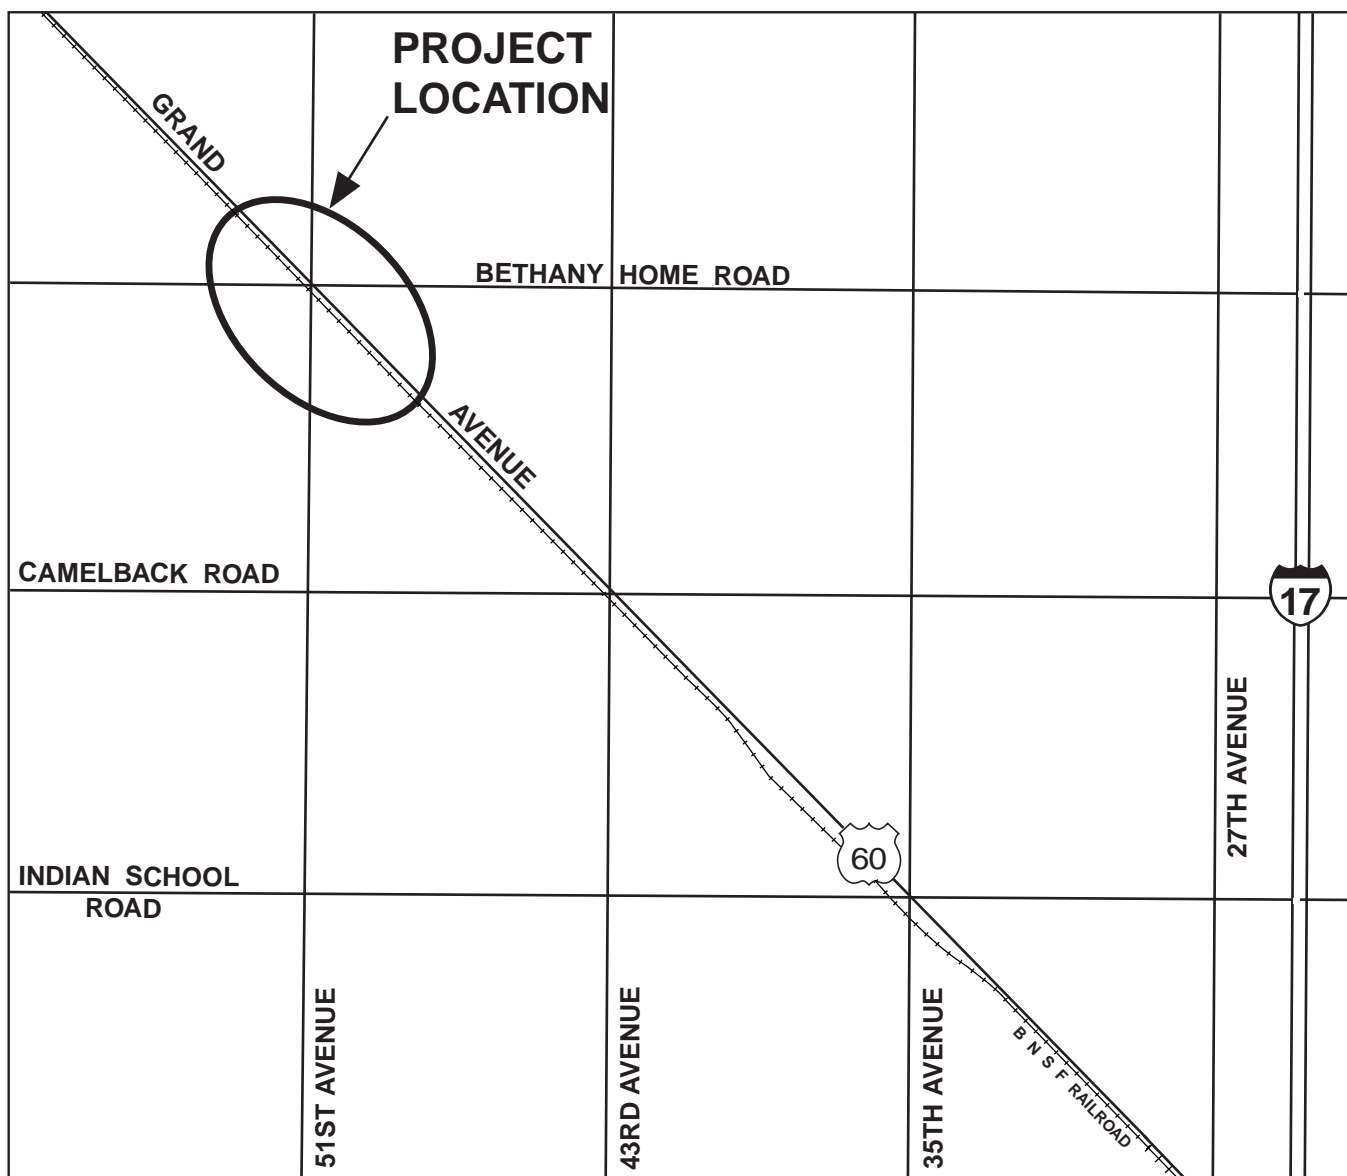 PROJECT
LOCATION
GRAND
BETHANY HOME ROAD
AVENUE
CAMELBACK ROAD
17
27TH AVENUE
60
INDIAN SCHOOL
ROAD
51ST AVENUE
43RD AVENUE
35TH AVENUE
B N S F RAILROAD